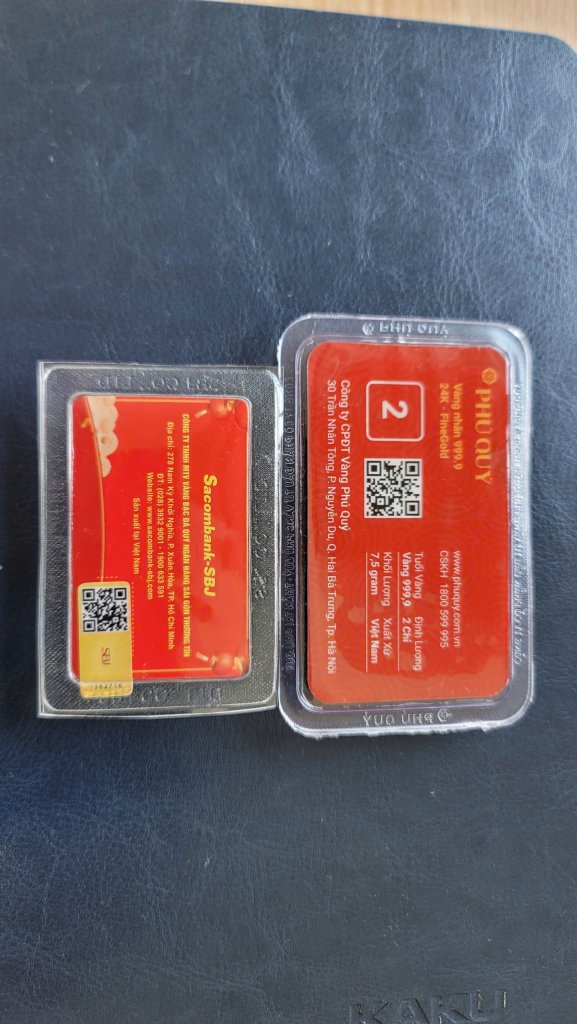 Sacombank-SBJ
CÔNG TY TNHH MTV VÀNG BẠC ĐÁ QUÝ NGÂN HÀNG SÀI GÒN THƯƠNG TÍN
Địa chỉ: 278 Nam Kỳ Khởi Nghĩa, P. Xuân Hòa, TP. Hồ Chí Minh
ĐT: (028) 3932 9001 - 1900 633 591
Website: www.sacombank-sbj.com
Sản xuất tại Việt Nam
SBJ
PHÚ QUÝ
PHÚ QUÝ
PHÚ QUÝ
Vàng nhẫn 999.9
24K - FineGold
www.phuquy.com.vn
CSKH 1800 599 995
2
Tuổi Vàng Định Lượng
Vàng 999,9 2 Chỉ
Khối Lượng Xuất Xứ
7,5 gram Việt Nam
Công ty CPĐT Vàng Phú Quý
30 Trần Nhân Tông, P. Nguyễn Du, Q. Hai Bà Trưng, Tp. Hà Nội
KAKU